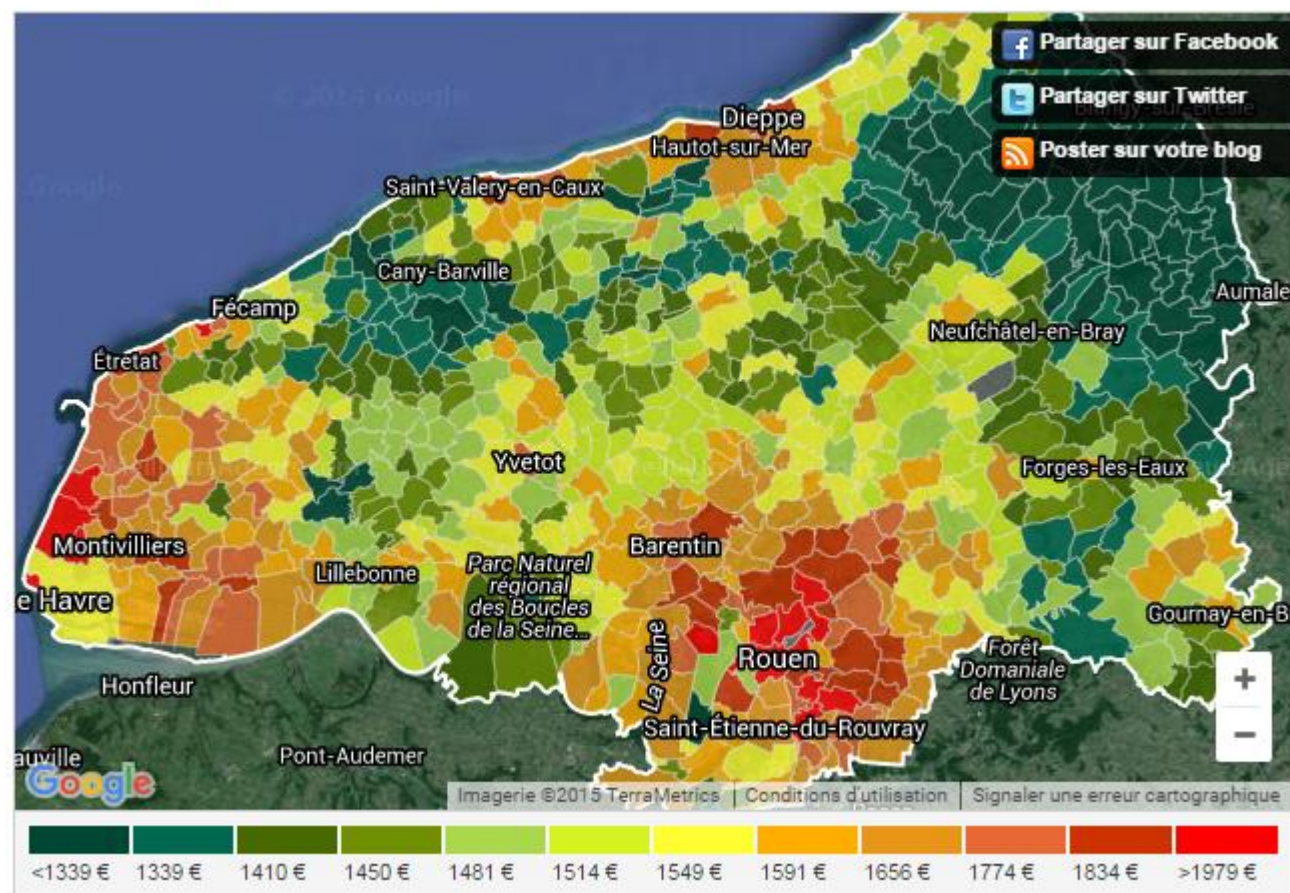 Partager sur Facebook
Partager sur Twitter
Poster sur votre blog
Dieppe
Hautot-sur-Mer
Saint-Valery-en-Caux
Cany-Barville
Fécamp
Aumale
Neufchâtel-en-Bray
Étretat
Yvetot
Forges-les-Eaux
Montivilliers
Barentin
Lillebonne
Parc Naturel
régional
des Boucles
de la Seine...
e Havre
Gournay-en-B
La Seine
Rouen
Forêt
Domaniale
de Lyons
Honfleur
+
Saint-Étienne-du-Rouvray
−
auville
Pont-Audemer
Google
Imagerie ©2015 TerraMetrics | Conditions d'utilisation | Signaler une erreur cartographique
<1339 € 1339 € 1410 € 1450 € 1481 € 1514 € 1549 € 1591 € 1656 € 1774 € 1834 € >1979 €